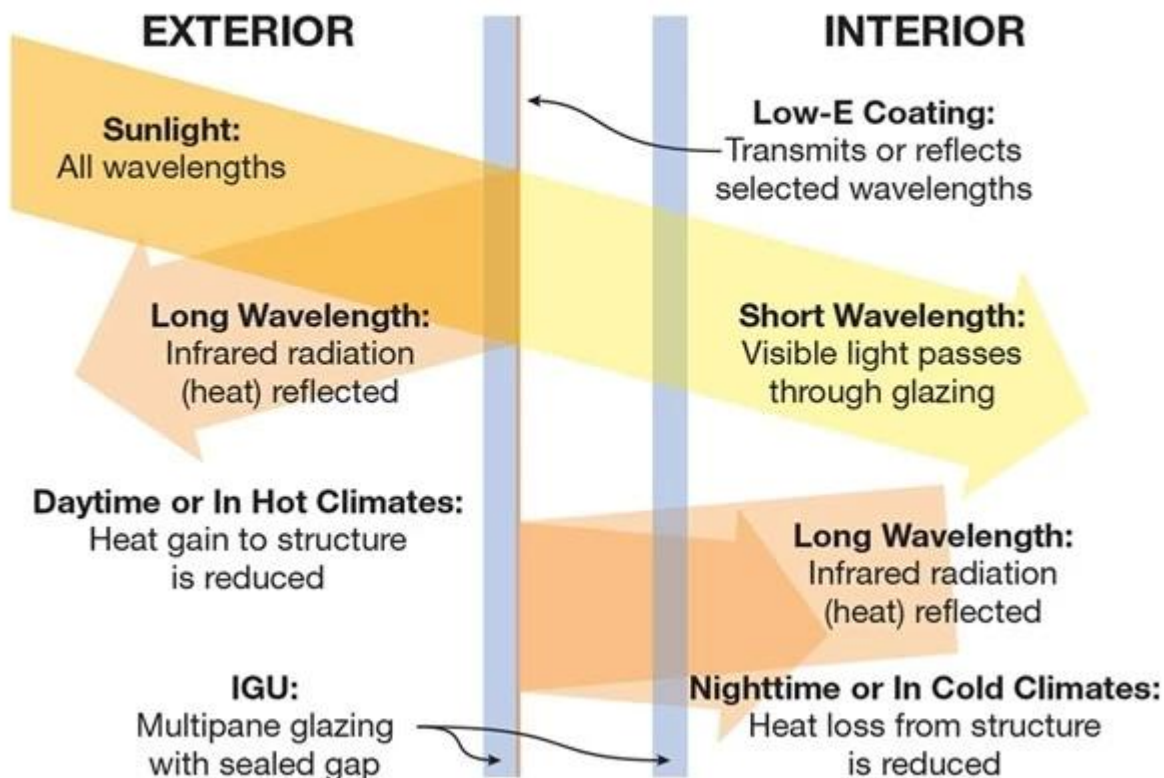 EXTERIOR
INTERIOR
Sunlight:
All wavelengths
Low-E Coating:
Transmits or reflects
selected wavelengths
Long Wavelength:
Infrared radiation
(heat) reflected
Short Wavelength:
Visible light passes
through glazing
Daytime or In Hot Climates:
Heat gain to structure
is reduced
Long Wavelength:
Infrared radiation
(heat) reflected
IGU:
Multipane glazing
with sealed gap
Nighttime or In Cold Climates:
Heat loss from structure
is reduced